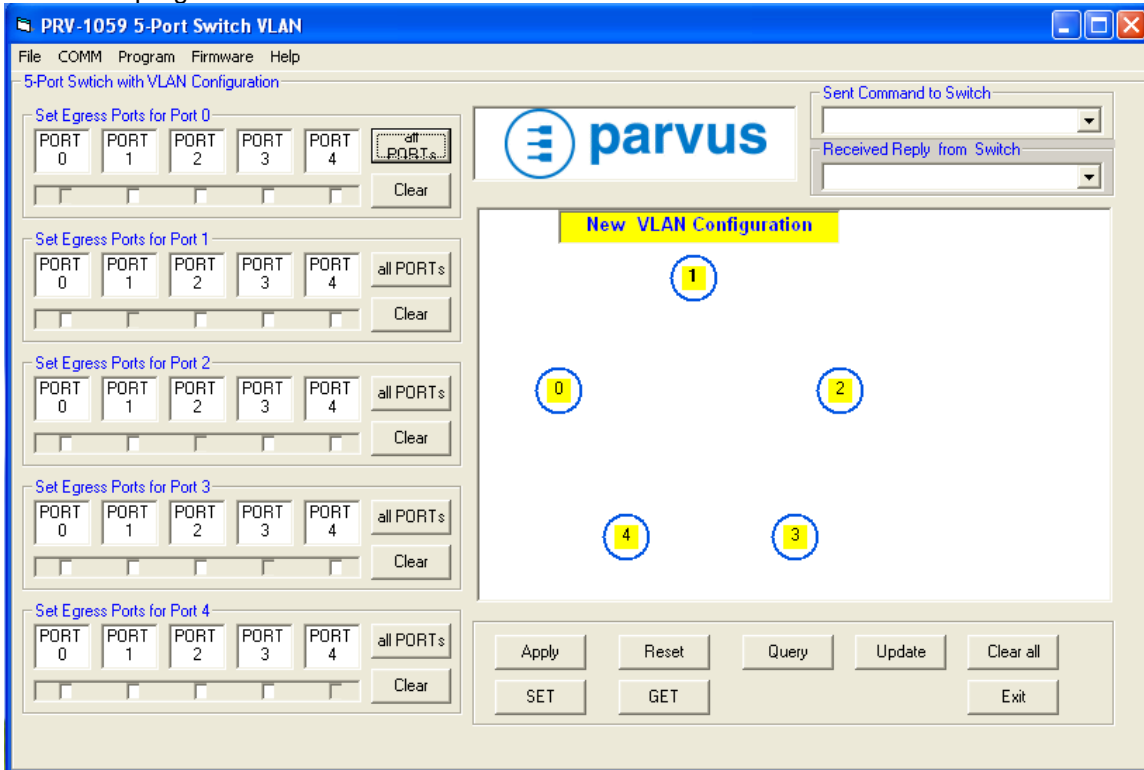 PRV-1059 5-Port Switch VLAN
File COMM Program Firmware Help
5-Port Swtich with VLAN Configuration
Set Egress Ports for Port 0
PORT 0 PORT 1 PORT 2 PORT 3 PORT 4 all PORTs
Clear
Set Egress Ports for Port 1
PORT 0 PORT 1 PORT 2 PORT 3 PORT 4 all PORTs
Clear
Set Egress Ports for Port 2
PORT 0 PORT 1 PORT 2 PORT 3 PORT 4 all PORTs
Clear
Set Egress Ports for Port 3
PORT 0 PORT 1 PORT 2 PORT 3 PORT 4 all PORTs
Clear
Set Egress Ports for Port 4
PORT 0 PORT 1 PORT 2 PORT 3 PORT 4 all PORTs
Clear
parvus
Sent Command to Switch
Received Reply from Switch
New VLAN Configuration
1
0 2
4 3
Apply Reset Query Update Clear all
SET GET Exit